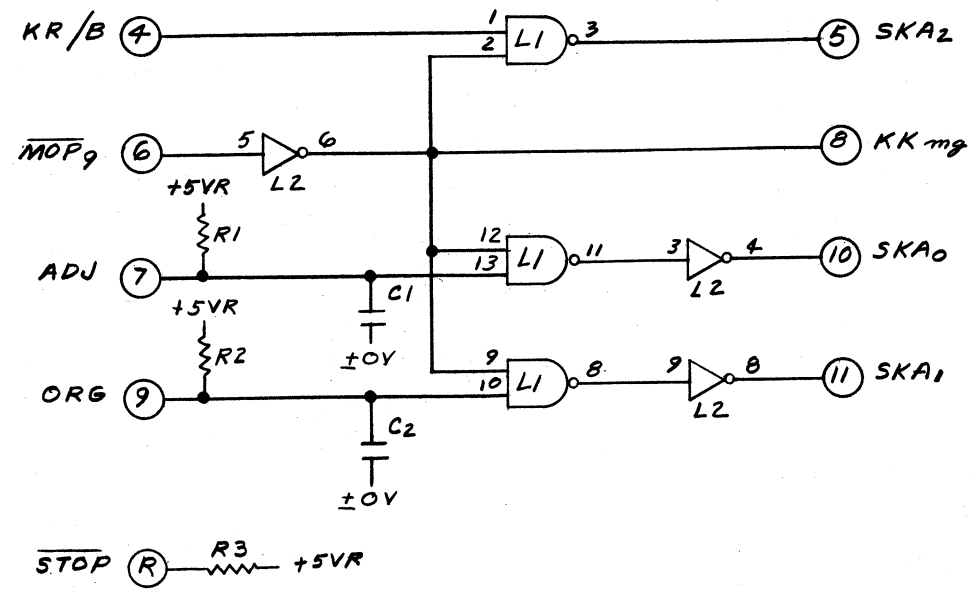 KR/B 4 1 2 L1 3 5 SKA2
MOP9 6 5 6 L2 8 KK mg
+5VR
R1
ADJ 7 12 13 L1 11 3 4 L2 10 SKA0
C1
±0V
+5VR
R2
ORG 9 9 10 L1 8 9 8 L2 11 SKA1
C2
±0V
STOP R R3 +5VR